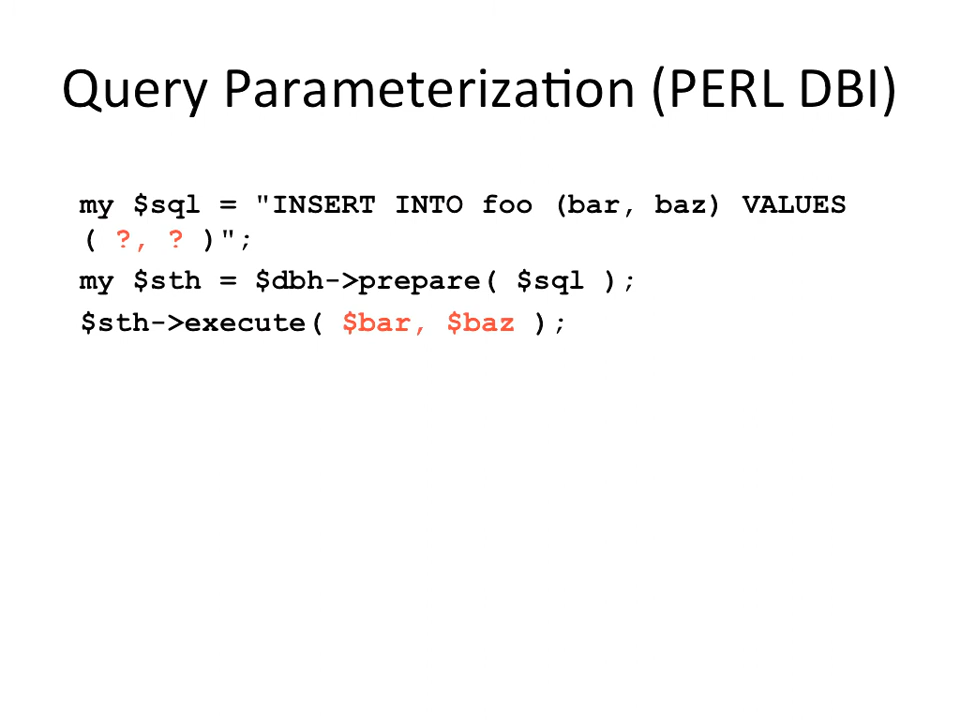 Query Parameterization (PERL DBI)
my $sql = "INSERT INTO foo (bar, baz) VALUES
( ?, ? )";
my $sth = $dbh->prepare( $sql );
$sth->execute( $bar, $baz );